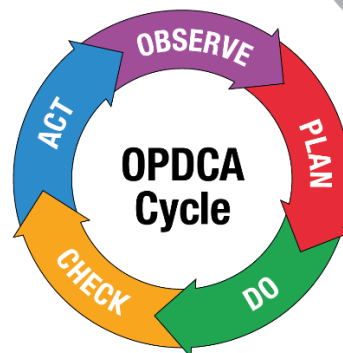 OBSERVE
PLAN
DO
CHECK
ACT
OPDCA
Cycle